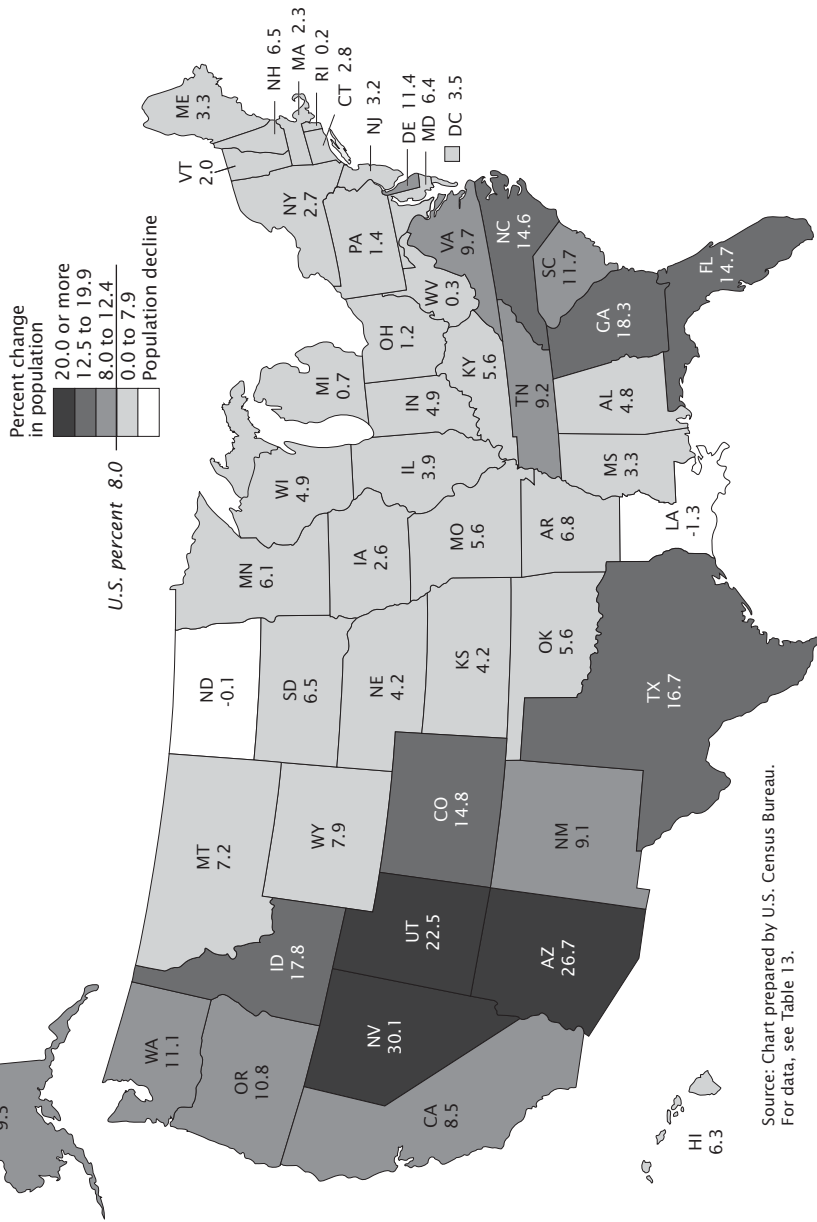 Percent change
in population
20.0 or more
12.5 to 19.9
8.0 to 12.4
0.0 to 7.9
Population decline
U.S. percent 8.0
9.5
WA
11.1
OR
10.8
CA
8.5
NV
30.1
ID
17.8
MT
7.2
WY
7.9
UT
22.5
AZ
26.7
CO
14.8
NM
9.1
ND
-0.1
SD
6.5
NE
4.2
KS
4.2
OK
5.6
TX
16.7
MN
6.1
IA
2.6
MO
5.6
AR
6.8
LA
-1.3
WI
4.9
IL
3.9
MS
3.3
MI
0.7
IN
4.9
OH
1.2
KY
5.6
TN
9.2
AL
4.8
GA
18.3
FL
14.7
SC
11.7
NC
14.6
VA
9.7
WV
0.3
PA
1.4
NY
2.7
VT
2.0
ME
3.3
NH 6.5
MA 2.3
RI 0.2
CT 2.8
NJ 3.2
DE 11.4
MD 6.4
DC 3.5
HI
6.3
Source: Chart prepared by U.S. Census Bureau.
For data, see Table 13.